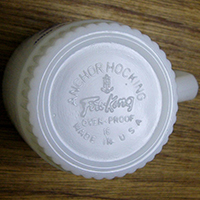 ANCHOR HOCKING
Fire-King
OVEN-PROOF
MADE IN U.S.A.